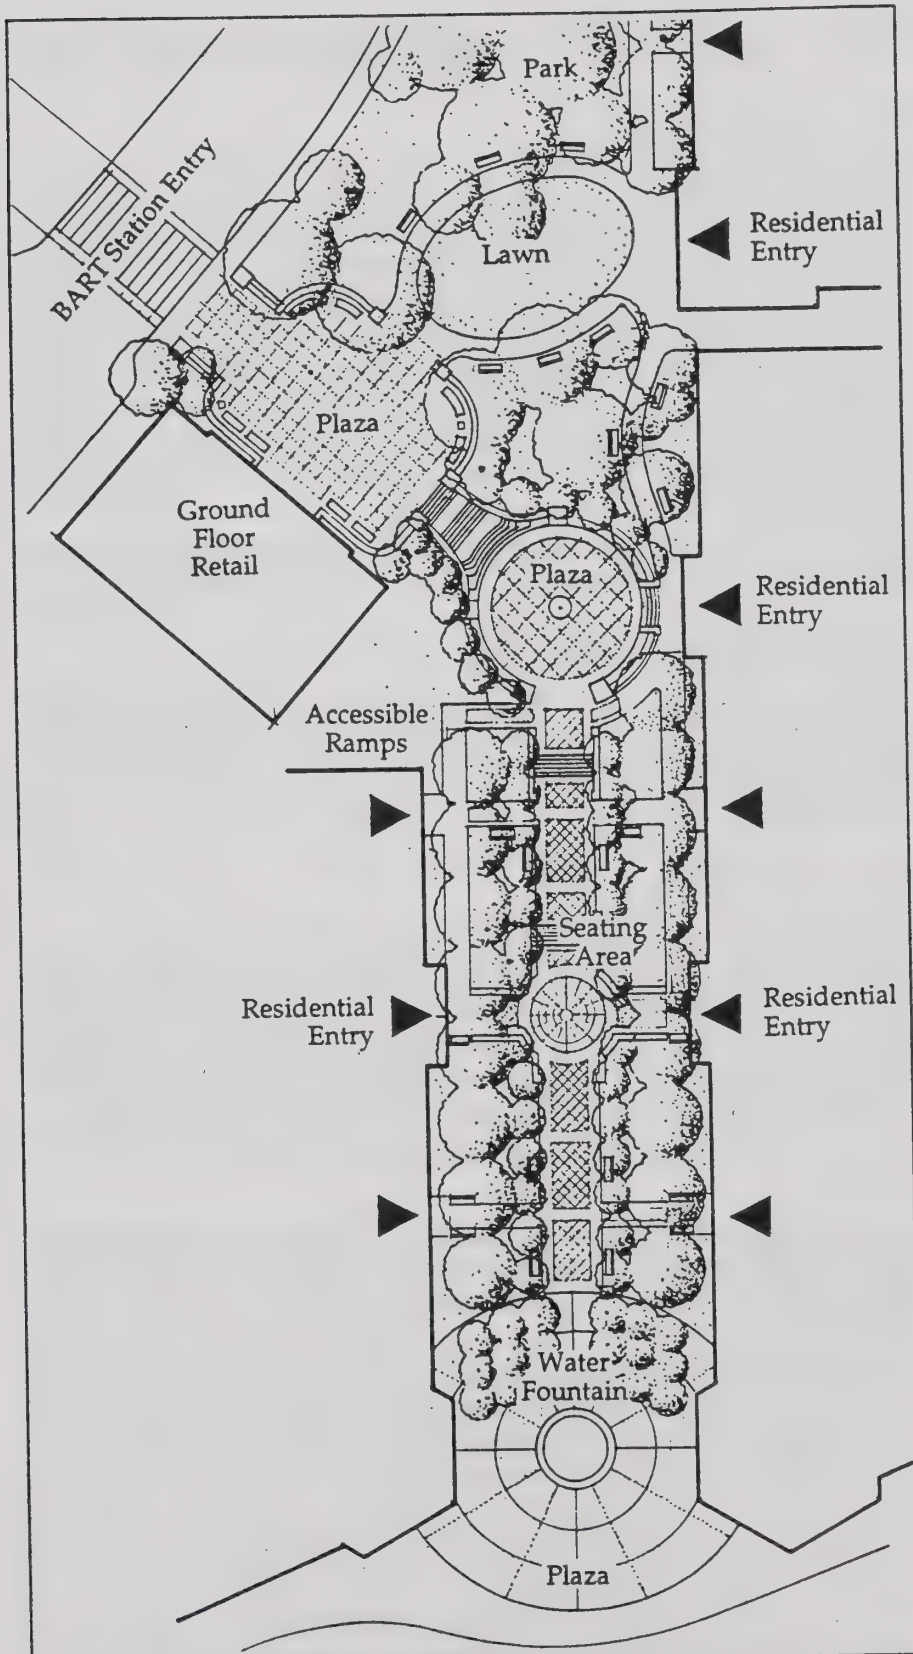 Park
BART Station Entry
Residential
Entry
Lawn
Plaza
Ground
Floor
Retail
Plaza
Residential
Entry
Accessible
Ramps
Seating
Area
Residential
Entry
Residential
Entry
Water
Fountain
Plaza